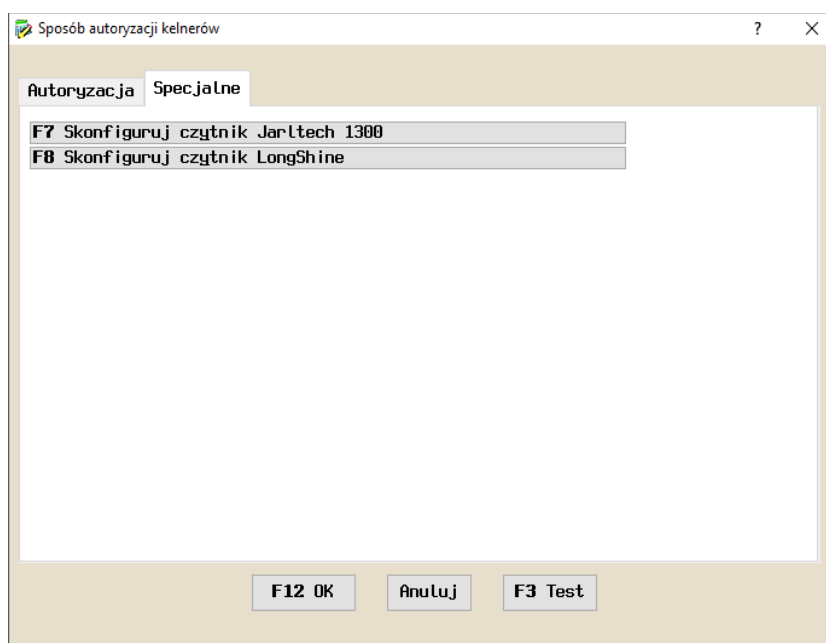 Sposób autoryzacji kelnerów ?
Autoryzacja Specjalne
F7 Skonfiguruj czytnik Jarltech 1300
F8 Skonfiguruj czytnik LongShine
F12 OK Anuluj F3 Test